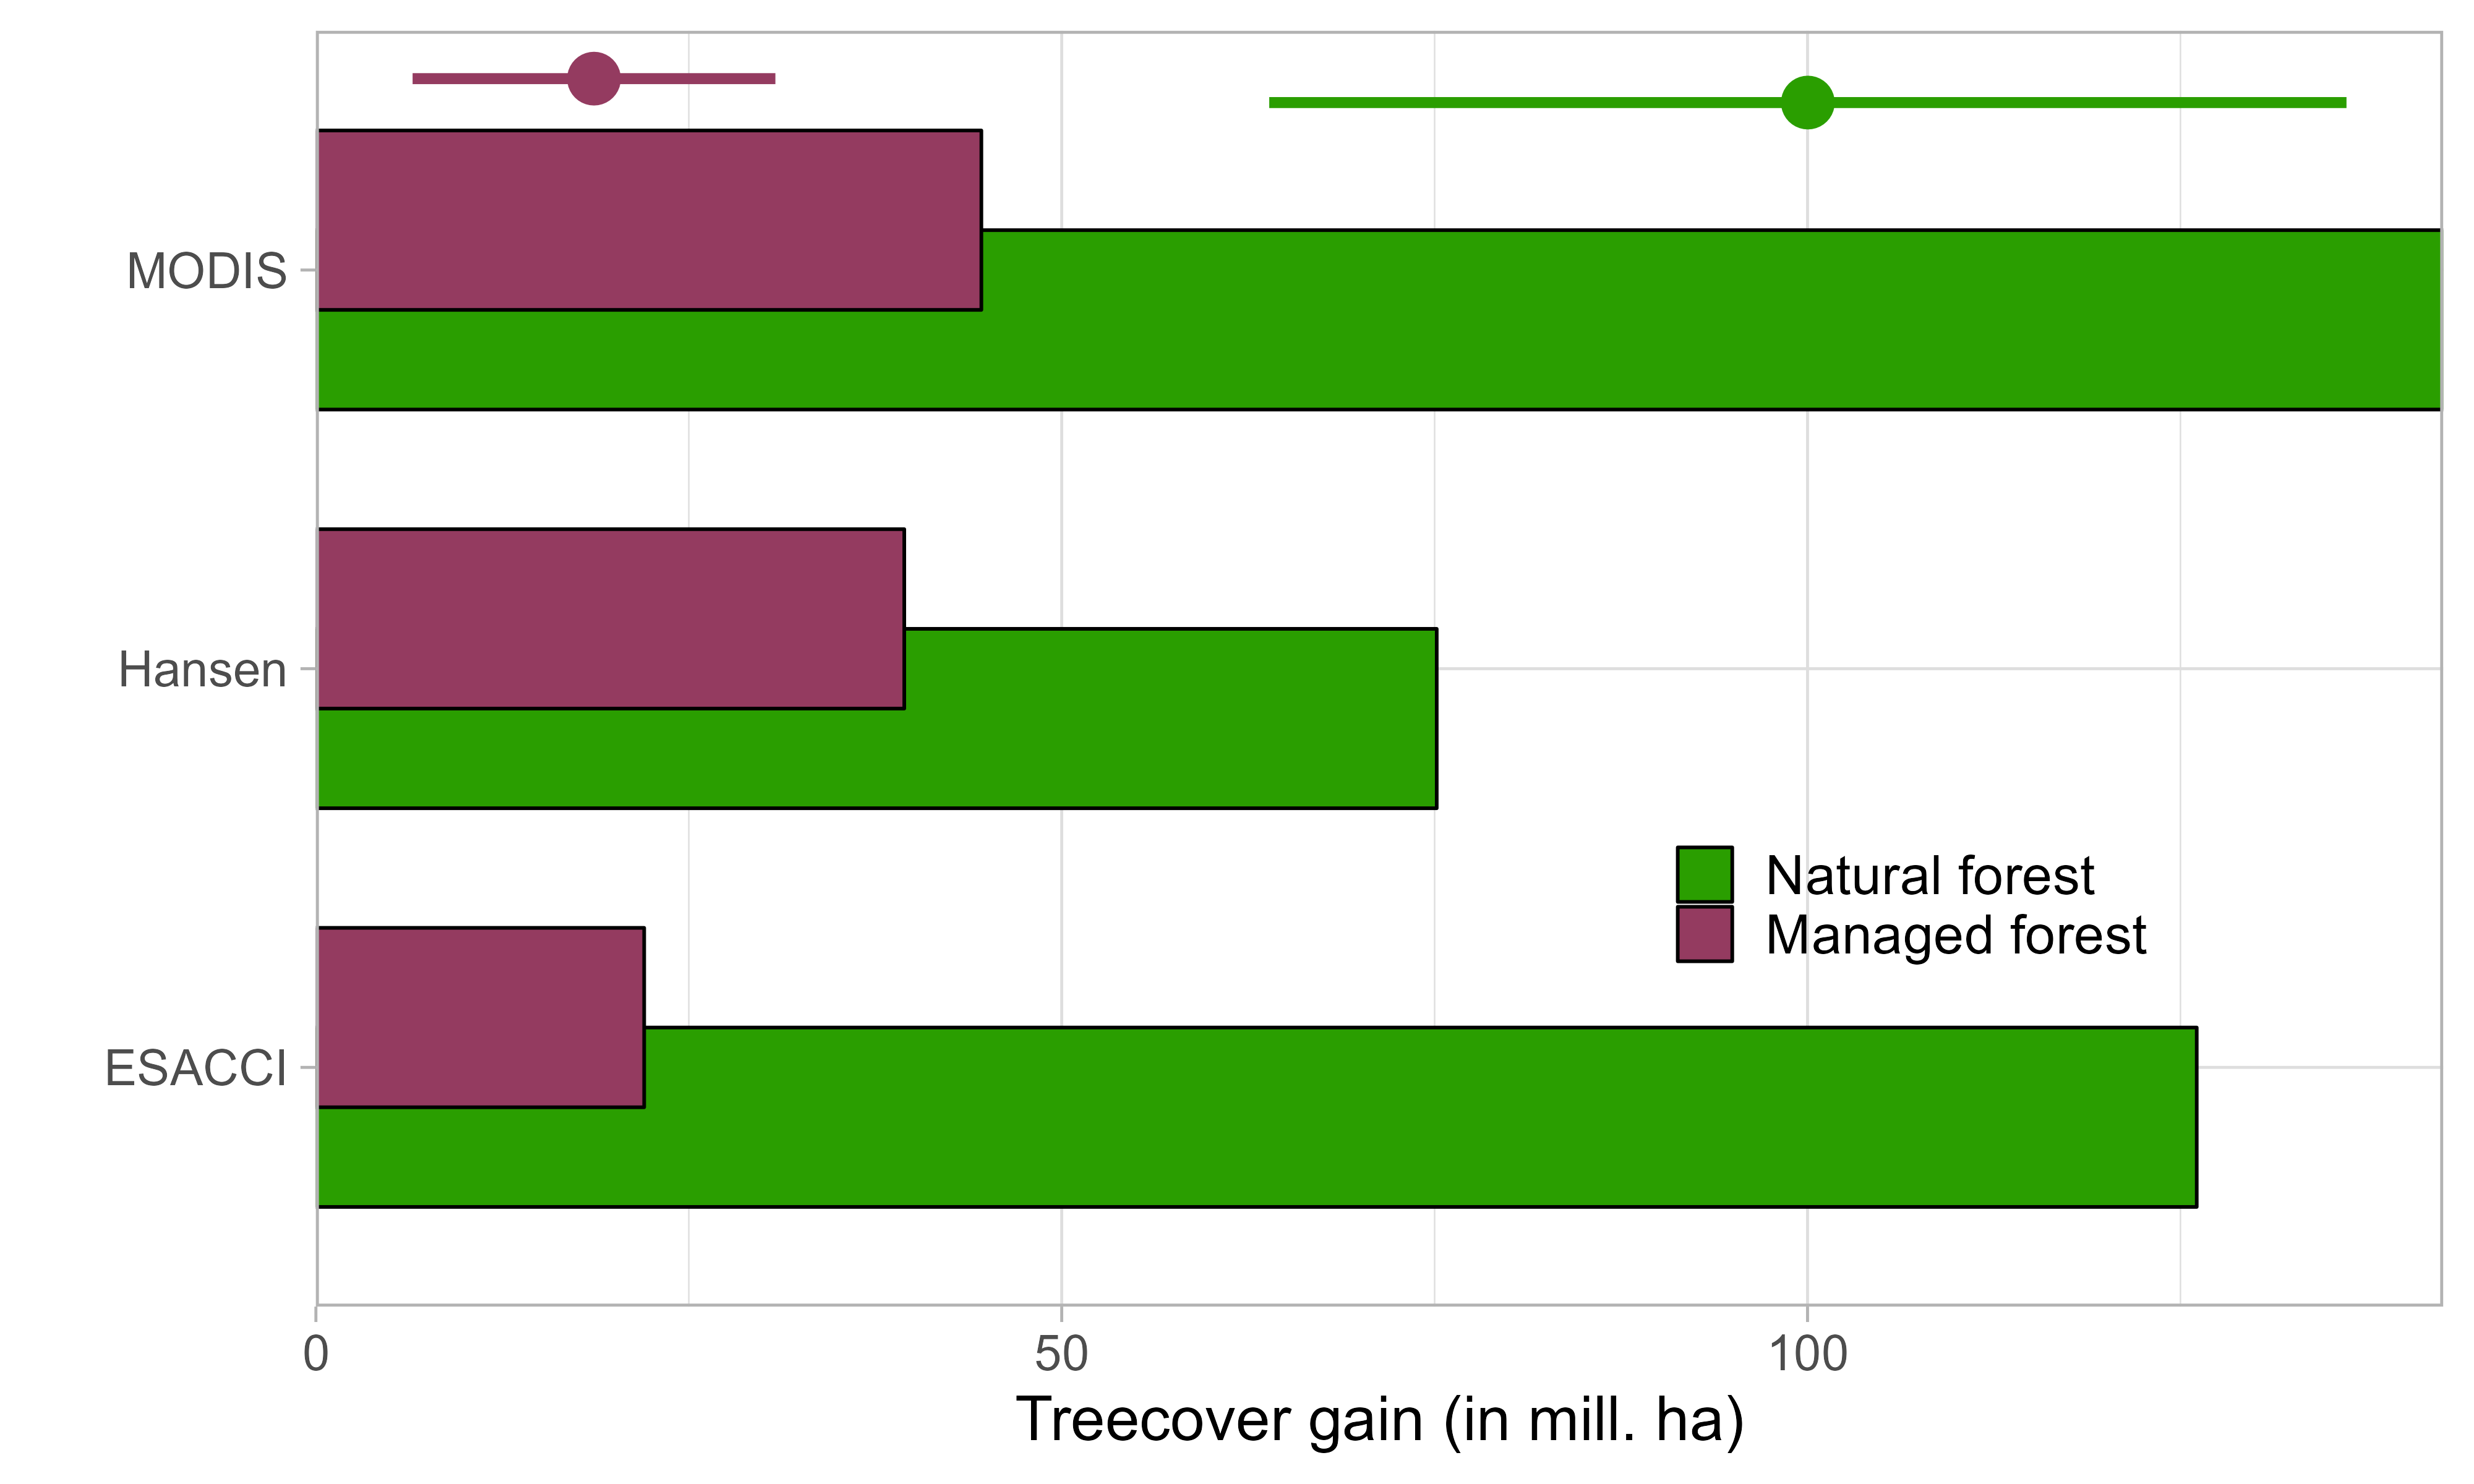 MODIS
Hansen
Natural forest
Managed forest
ESACCI
0 50 100
Treecover gain (in mill. ha)